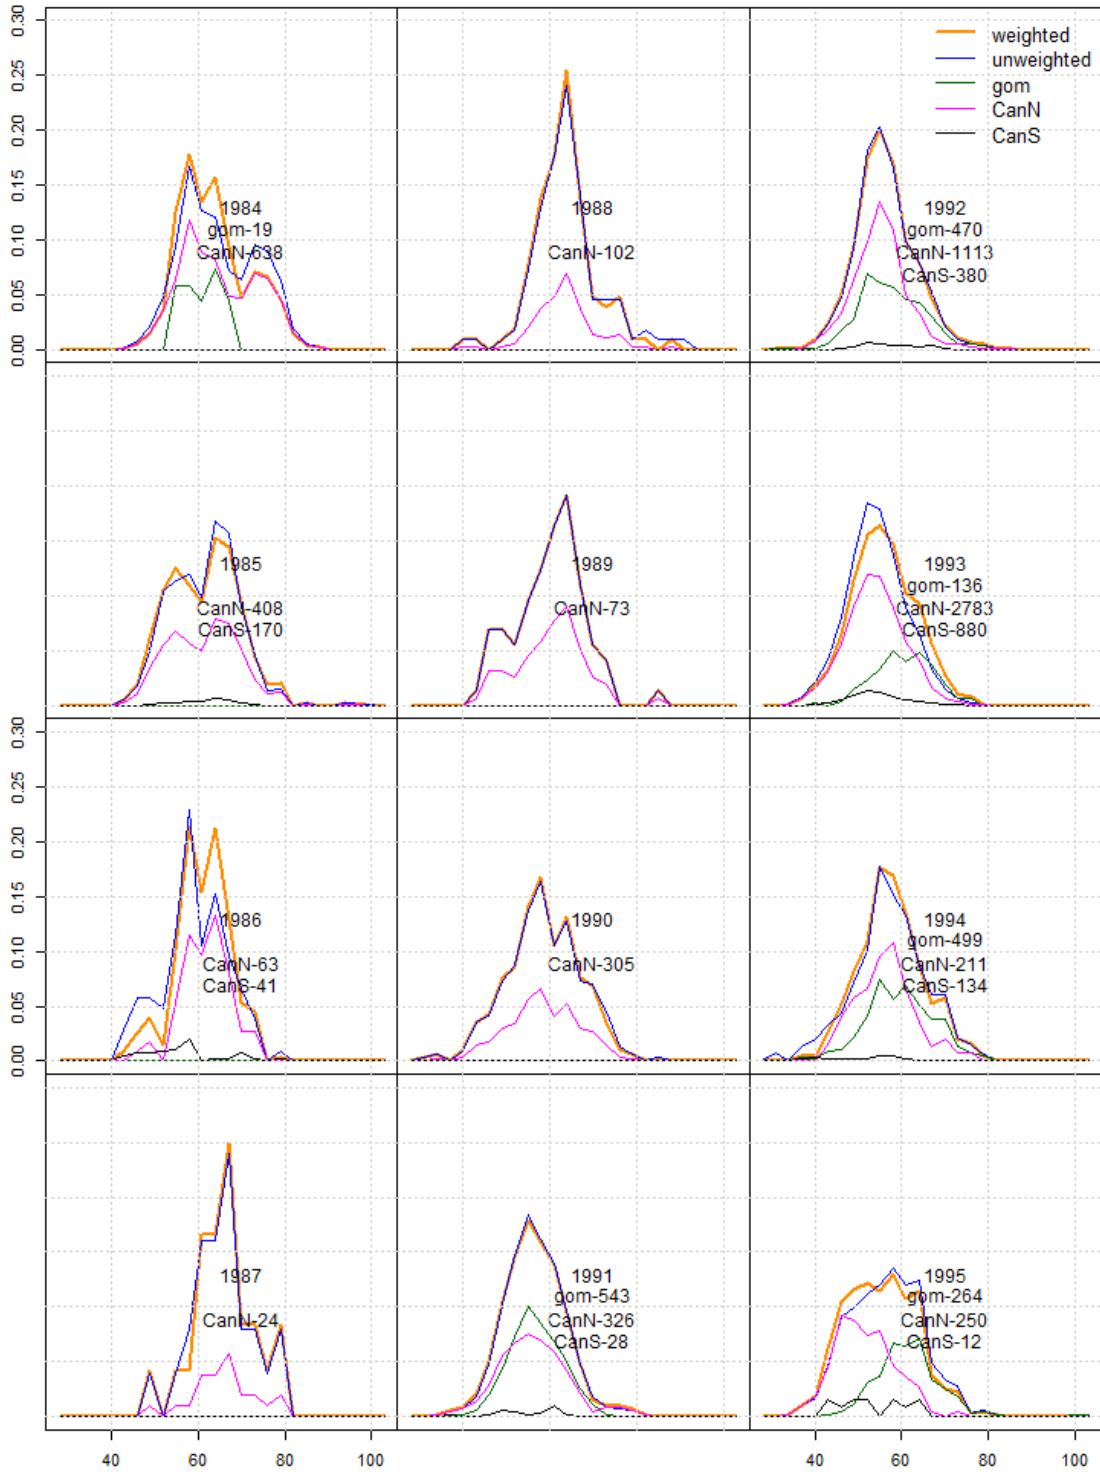 0.30
0.25
0.20
0.15
0.10
0.05
0.00
weighted
unweighted
gom
CanN
CanS
1984
gom-19
CanN-638
1988
CanN-102
1992
gom-470
CanN-1113
CanS-380
1985
CanN-408
CanS-170
1989
CanN-73
1993
gom-136
CanN-2783
CanS-880
0.30
0.25
0.20
0.15
0.10
0.05
0.00
1986
CanN-63
CanS-41
1990
CanN-305
1994
gom-499
CanN-211
CanS-134
1987
CanN-24
1991
gom-543
CanN-326
CanS-28
1995
gom-264
CanN-250
CanS-12
40 60 80 100 40 60 80 100